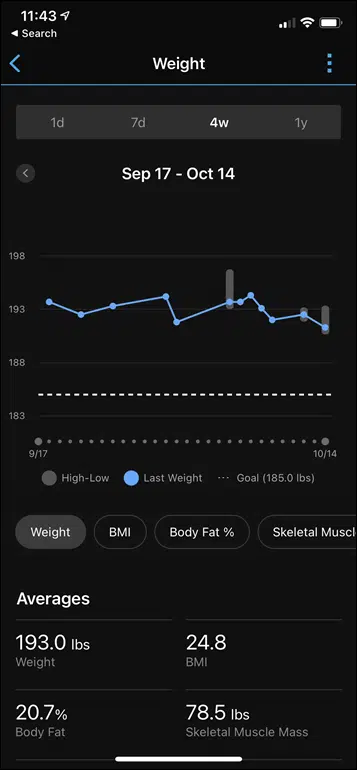 11:43
Search
Weight
1d 7d 4w 1y
Sep 17 - Oct 14
198
193
188
183
9/17 10/14
High-Low Last Weight Goal (185.0 lbs)
Weight BMI Body Fat % Skeletal Muscl
Averages
193.0 lbs 24.8
Weight BMI
20.7% 78.5 lbs
Body Fat Skeletal Muscle Mass